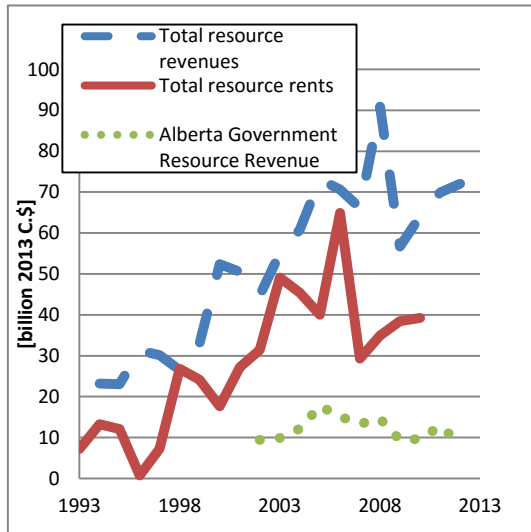 Total resource
revenues
Total resource rents
Alberta Government
Resource Revenue
[billion 2013 C.$]
100
90
80
70
60
50
40
30
20
10
0
1993 1998 2003 2008 2013